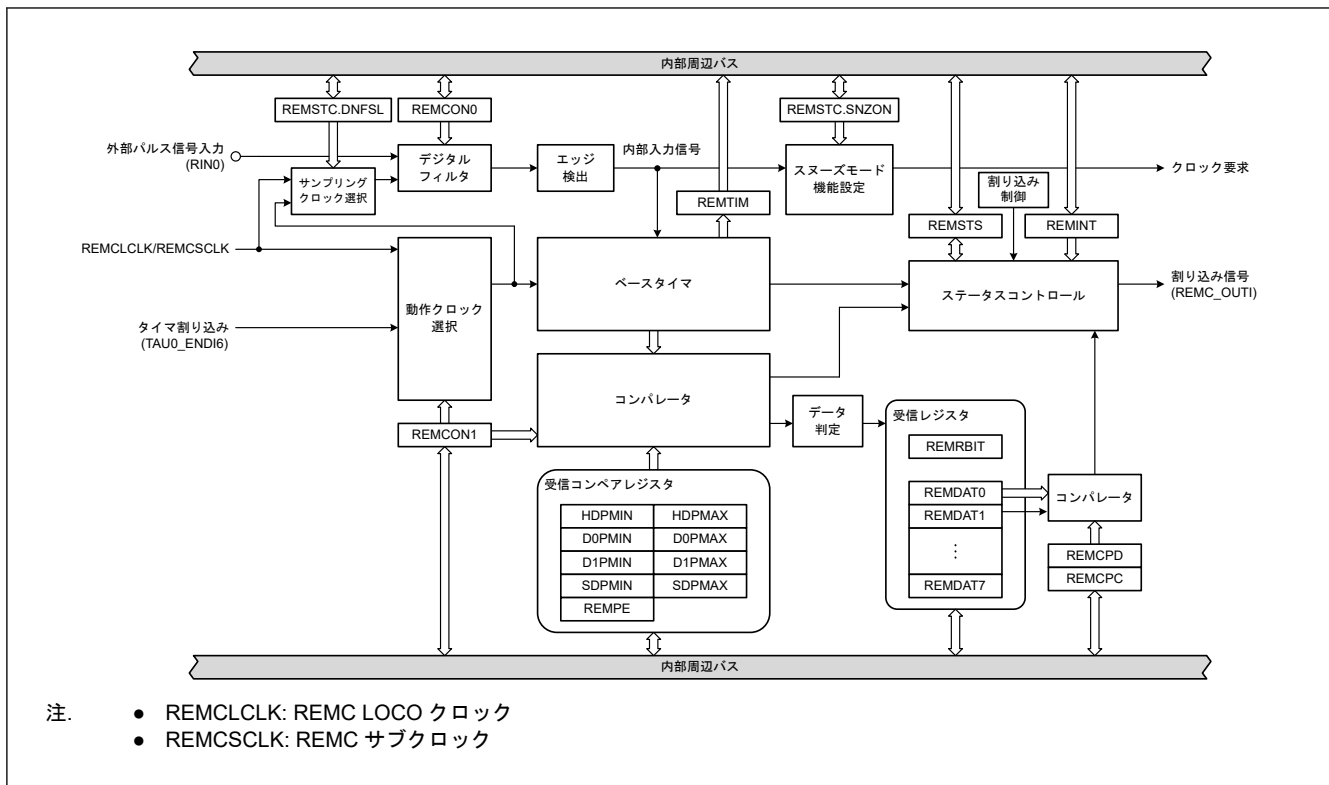 内部周辺バス
REMSTC.DNFSL
REMCON0
REMSTC.SNZON
外部パルス信号入力
(RIN0)
デジタル
フィルタ
エッジ
検出
内部入力信号
スヌーズモード
機能設定
クロック要求
サンプリング
クロック選択
割り込み
制御
REMTIM
REMSTS
REMINT
REMCLCLK/REMCSCLK
動作クロック
選択
ベースタイマ
ステータスコントロール
割り込み信号
(REMC_OUTI)
タイマ割り込み
(TAU0_ENDI6)
コンパレータ
データ
判定
受信レジスタ
REMCON1
REMRBIT
受信コンペアレジスタ
HDPMIN HDPMAX
D0PMIN D0PMAX
D1PMIN D1PMAX
SDPMIN SDPMAX
REMPE
REMDAT0
REMDAT1
⋮
REMDAT7
コンパレータ
REMCPD
REMCPC
内部周辺バス
注.
● REMCLCLK: REMC LOCO クロック
● REMCSCLK: REMC サブクロック